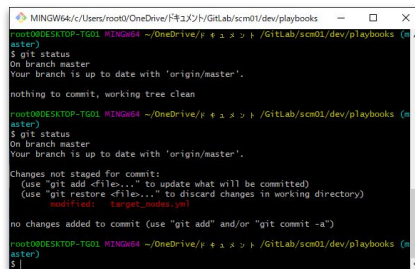 MINGW64:/c/Users/root0/OneDrive/ドキュメント/GitLab/scm01/dev/playbooks
root0@DESKTOP-TGO1 MINGW64 ~/OneDrive/ドキュメント/GitLab/scm01/dev/playbooks (m
aster)
$ git status
On branch master
Your branch is up to date with 'origin/master'.
nothing to commit, working tree clean
root0@DESKTOP-TGO1 MINGW64 ~/OneDrive/ドキュメント/GitLab/scm01/dev/playbooks (m
aster)
$ git status
On branch master
Your branch is up to date with 'origin/master'.
Changes not staged for commit:
(use "git add <file>..." to update what will be committed)
(use "git restore <file>..." to discard changes in working directory)
modified: target_nodes.yml
no changes added to commit (use "git add" and/or "git commit -a")
root0@DESKTOP-TGO1 MINGW64 ~/OneDrive/ドキュメント/GitLab/scm01/dev/playbooks (m
aster)
$